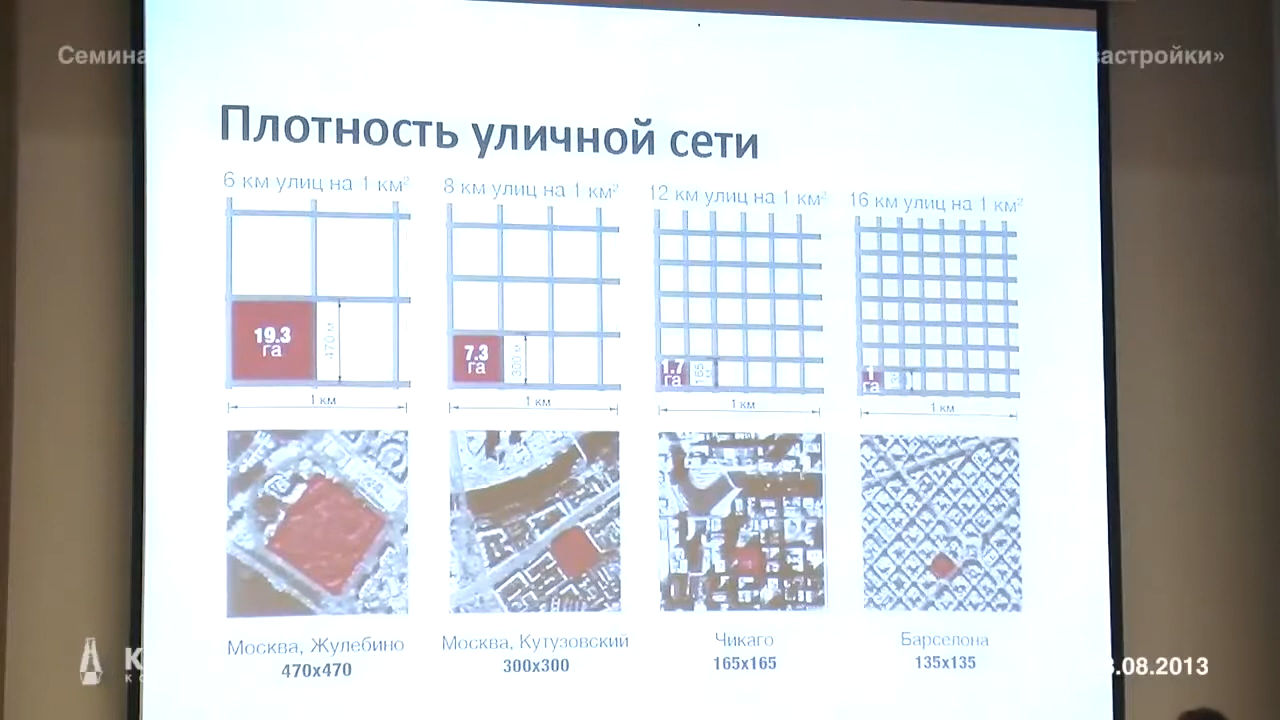 Семина
астройки»
Плотность уличной сети
6 км улиц на 1 км²
8 км улиц на 1 км²
12 км улиц на 1 км²
16 км улиц на 1 км²
19.3
га
470 м
7.3
га
300 м
1.7
га
165
1
га
1 км
1 км
1 км
1 км
Москва, Жулебино
470x470
Москва, Кутузовский
300x300
Чикаго
165x165
Барселона
135x135
К
.08.2013